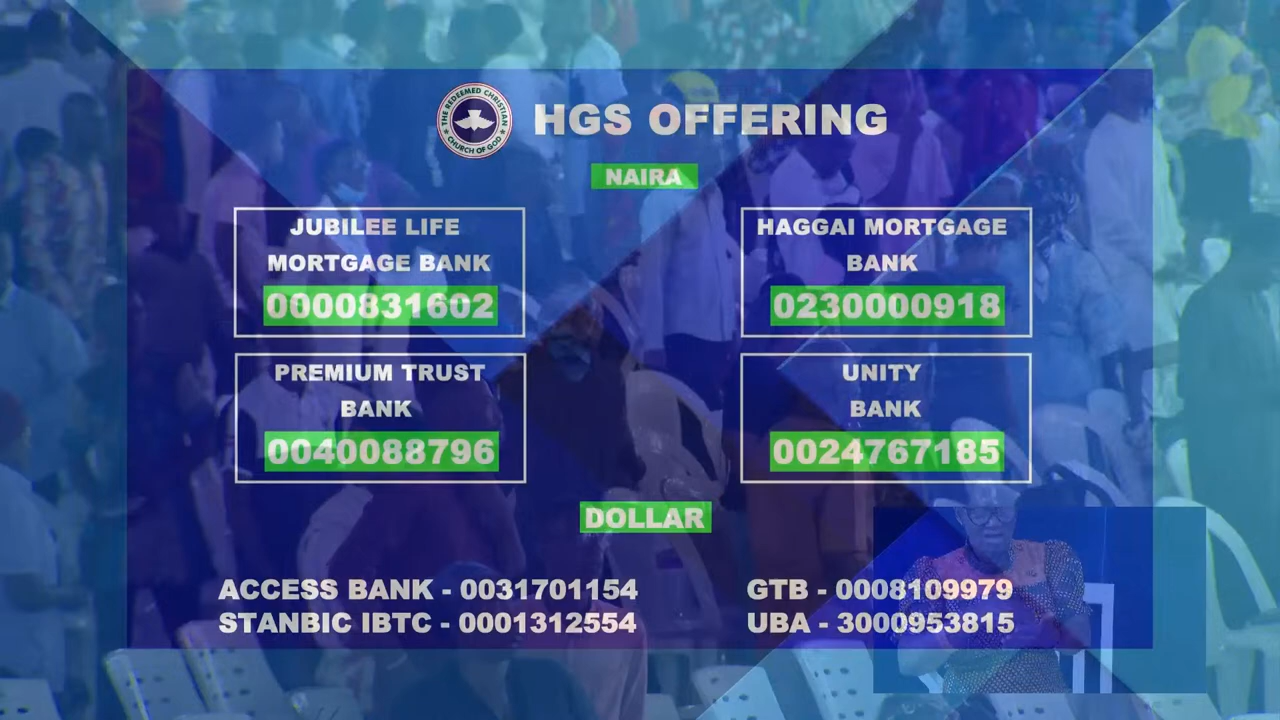 THE REDEEMED CHRISTIAN
CHURCH OF GOD
HGS OFFERING
NAIRA
JUBILEE LIFE
MORTGAGE BANK
0000831602
HAGGAI MORTGAGE
BANK
0230000918
PREMIUM TRUST
BANK
0040088796
UNITY
BANK
0024767185
DOLLAR
ACCESS BANK - 0031701154
STANBIC IBTC - 0001312554
GTB - 0008109979
UBA - 3000953815